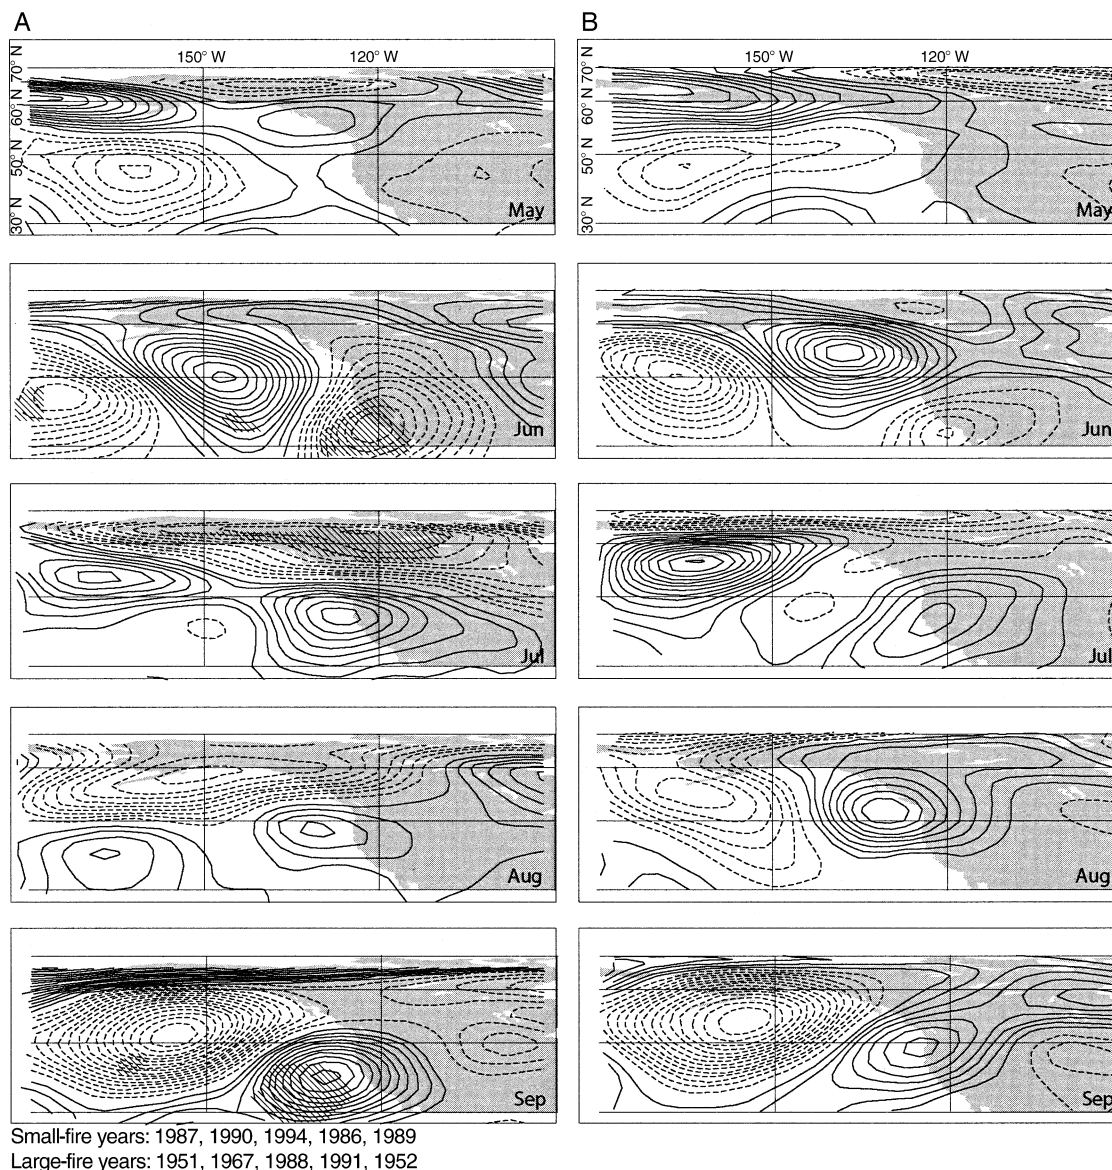 A
B
150° W
120° W
150° W
120° W
70° N
60° N
50° N
30° N
70° N
60° N
50° N
30° N
May
May
Jun
Jun
Jul
Jul
Aug
Aug
Sep
Sep
Small-fire years: 1987, 1990, 1994, 1986, 1989
Large-fire years: 1951, 1967, 1988, 1991, 1952